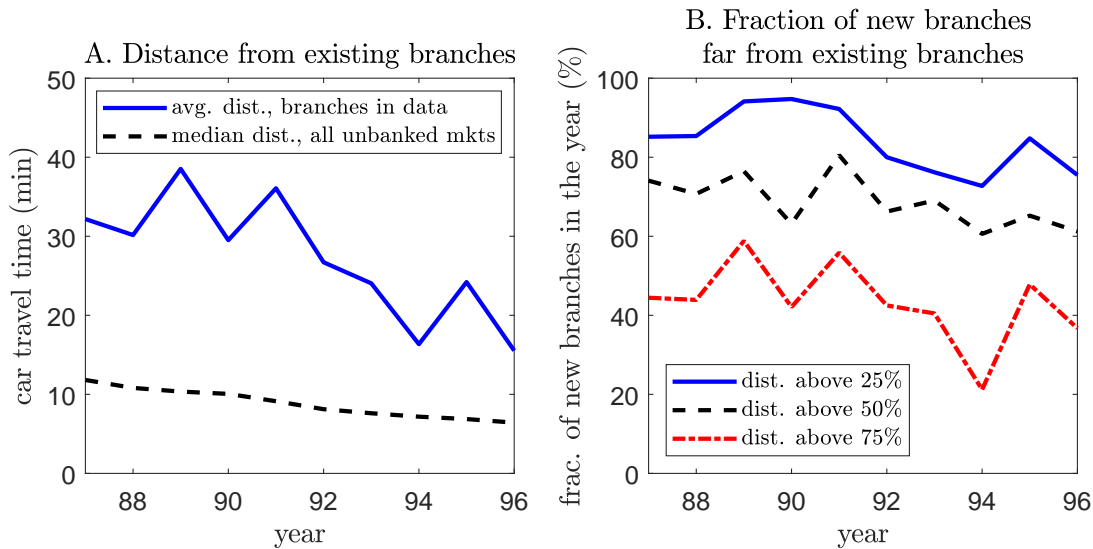 A. Distance from existing branches
avg. dist., branches in data
median dist., all unbanked mkts
car travel time (min)
50
40
30
20
10
0
88
90
92
94
96
year
B. Fraction of new branches
far from existing branches
frac. of new branches in the year (%)
100
80
60
40
20
0
dist. above 25%
dist. above 50%
dist. above 75%
88
90
92
94
96
year